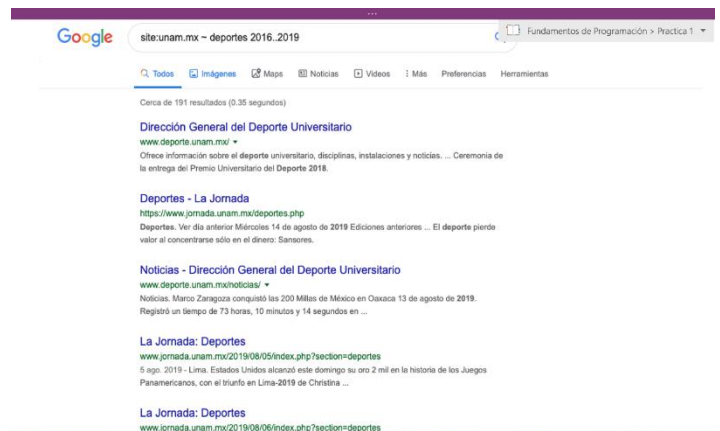 ...
Google
site:unam.mx ~ deportes 2016..2019
Fundamentos de Programación > Practica 1
Todos Imágenes Maps Noticias Videos Más Preferencias Herramientas
Cerca de 191 resultados (0.35 segundos)
Dirección General del Deporte Universitario
www.deporte.unam.mx/
Ofrece información sobre el deporte universitario, disciplinas, instalaciones y noticias. ... Ceremonia de
la entrega del Premio Universitario del Deporte 2018.
Deportes - La Jornada
https://www.jornada.unam.mx/deportes.php
Deportes. Ver día anterior Miércoles 14 de agosto de 2019 Ediciones anteriores ... El deporte pierde
valor al concentrarse sólo en el dinero: Sansores.
Noticias - Dirección General del Deporte Universitario
www.deporte.unam.mx/noticias/
Noticias. Marco Zaragoza conquistó las 200 Millas de México en Oaxaca 13 de agosto de 2019.
Registró un tiempo de 73 horas, 10 minutos y 14 segundos en ...
La Jornada: Deportes
www.jornada.unam.mx/2019/08/05/index.php?section=deportes
5 ago. 2019 - Lima. Estados Unidos alcanzó este domingo su oro 2 mil en la historia de los Juegos
Panamericanos, con el triunfo en Lima-2019 de Christina ...
La Jornada: Deportes
www.jornada.unam.mx/2019/08/06/index.php?section=deportes